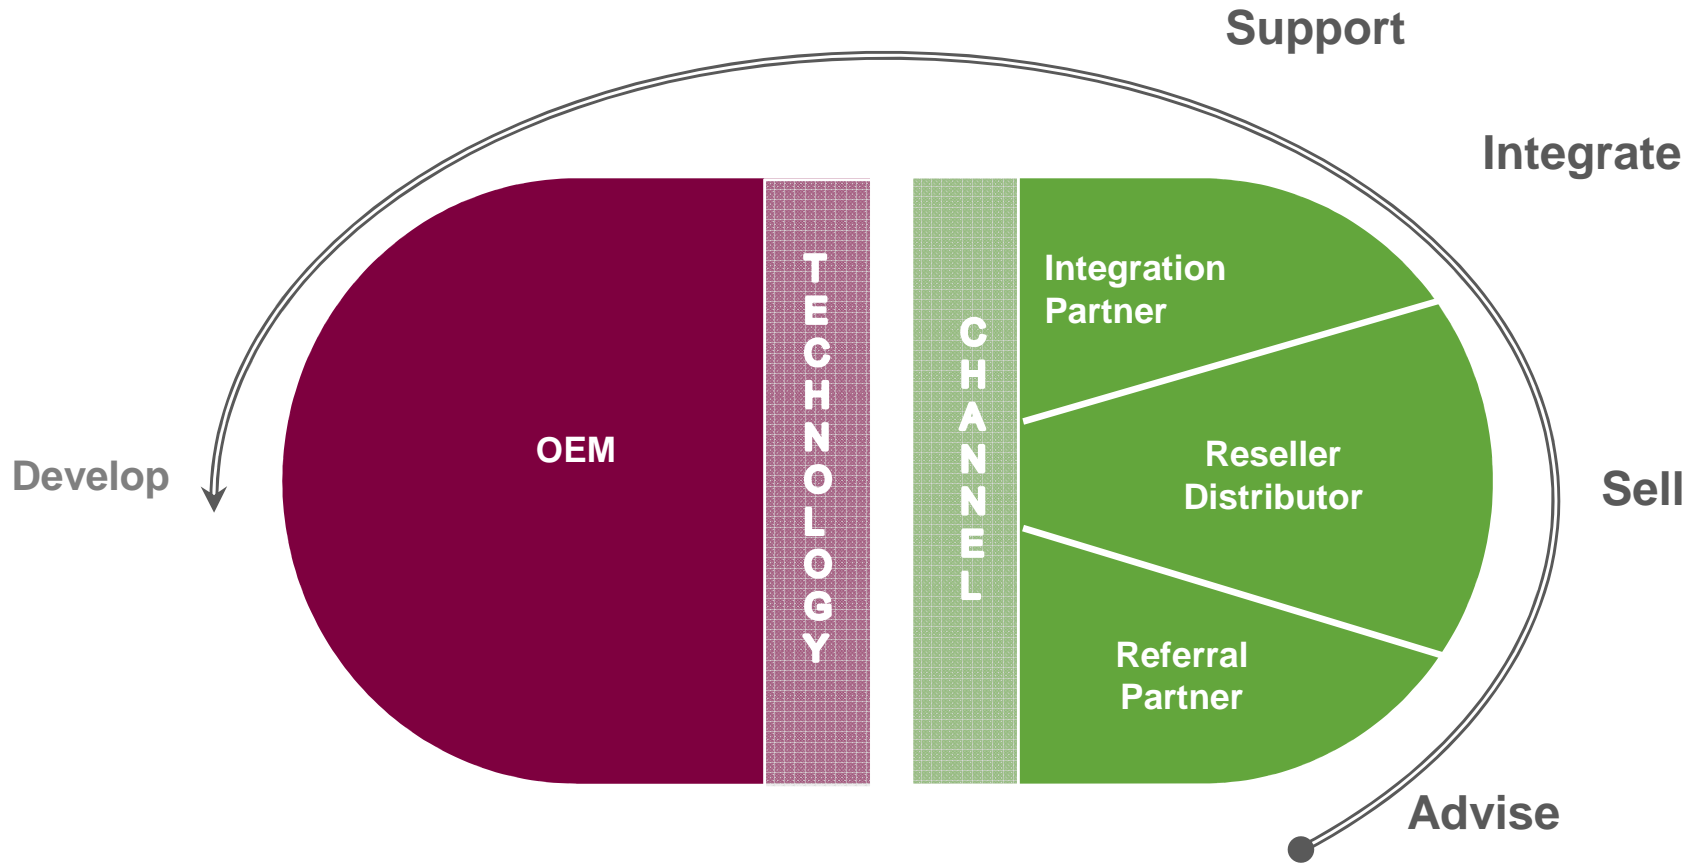 Support
Integrate
TECHNOLOGY
CHANNEL
Integration
Partner
OEM
Reseller
Distributor
Develop
Sell
Referral
Partner
Advise